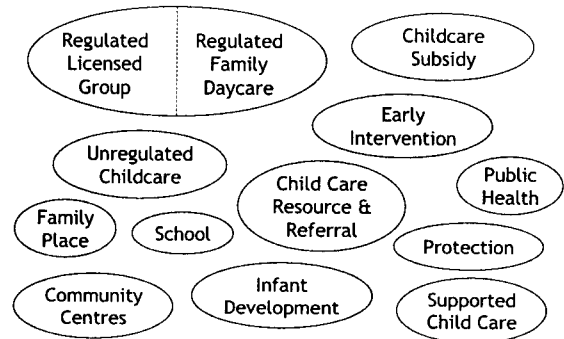 Regulated
Licensed
Group
Regulated
Family
Daycare
Childcare
Subsidy
Early
Intervention
Unregulated
Childcare
Child Care
Resource &
Referral
Public
Health
Family
Place
School
Protection
Community
Centres
Infant
Development
Supported
Child Care